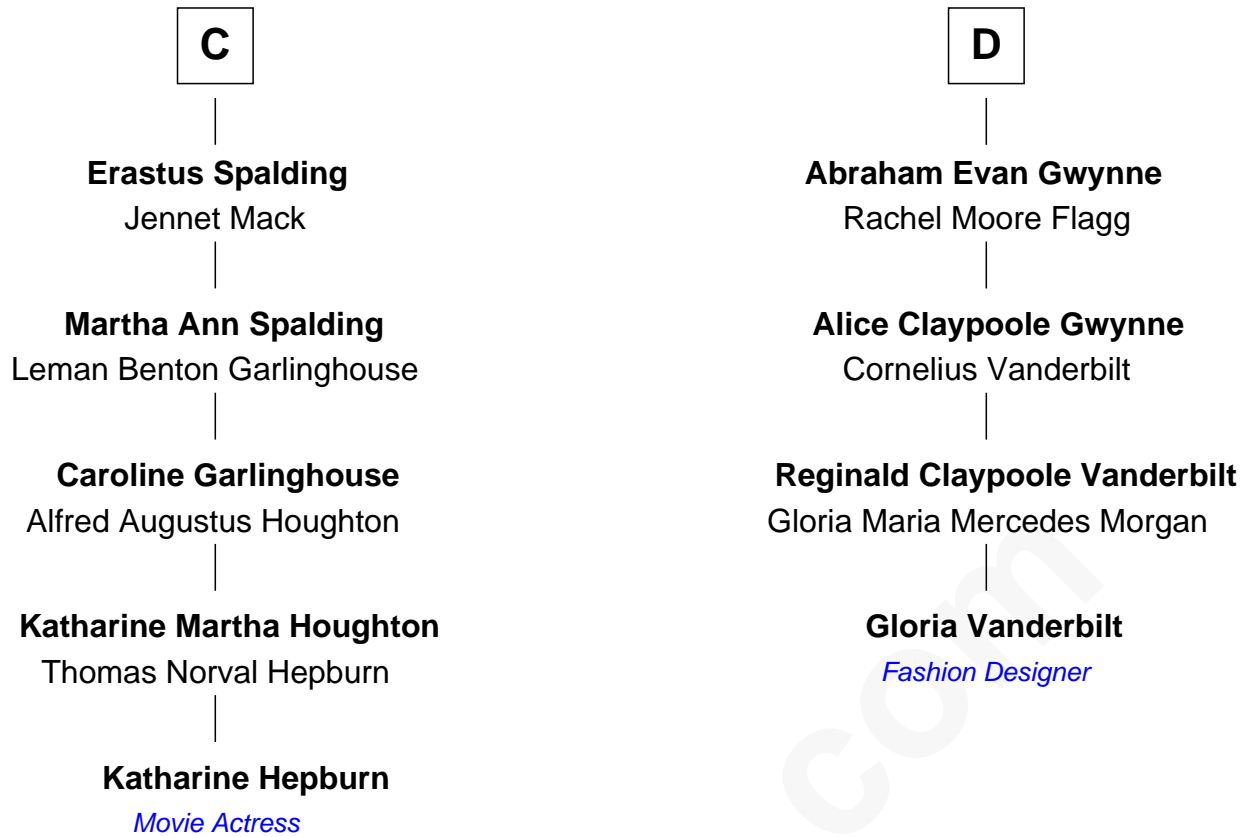 C
Erastus Spalding
Jennet Mack
Martha Ann Spalding
Leman Benton Garlinghouse
Caroline Garlinghouse
Alfred Augustus Houghton
Katharine Martha Houghton
Thomas Norval Hepburn
Katharine Hepburn
Movie Actress
D
Abraham Evan Gwynne
Rachel Moore Flagg
Alice Claypoole Gwynne
Cornelius Vanderbilt
Reginald Claypoole Vanderbilt
Gloria Maria Mercedes Morgan
Gloria Vanderbilt
Fashion Designer
com